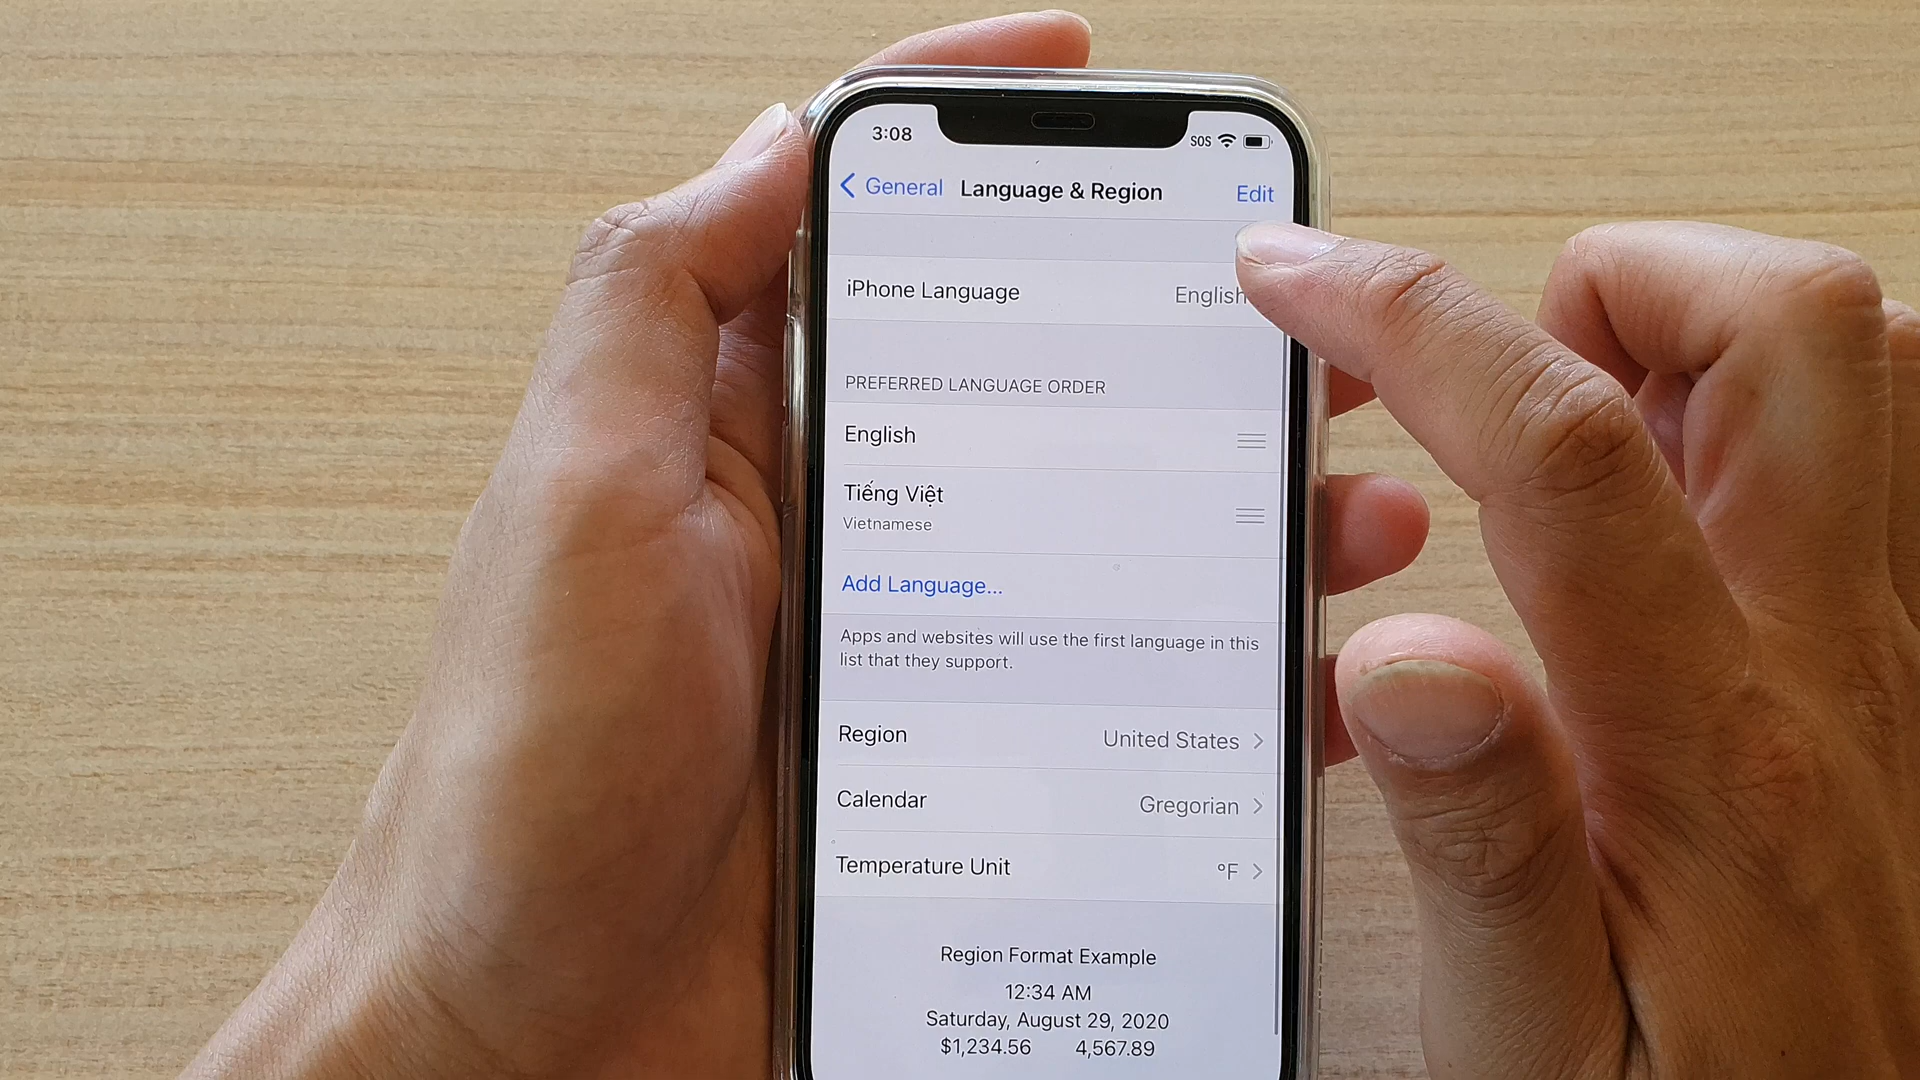 3:08 SOS
General Language & Region Edit
iPhone Language English
PREFERRED LANGUAGE ORDER
English
Tiếng Việt
Vietnamese
Add Language...
Apps and websites will use the first language in this
list that they support.
Region United States
Calendar Gregorian
Temperature Unit °F
Region Format Example
12:34 AM
Saturday, August 29, 2020
$1,234.56 4,567.89